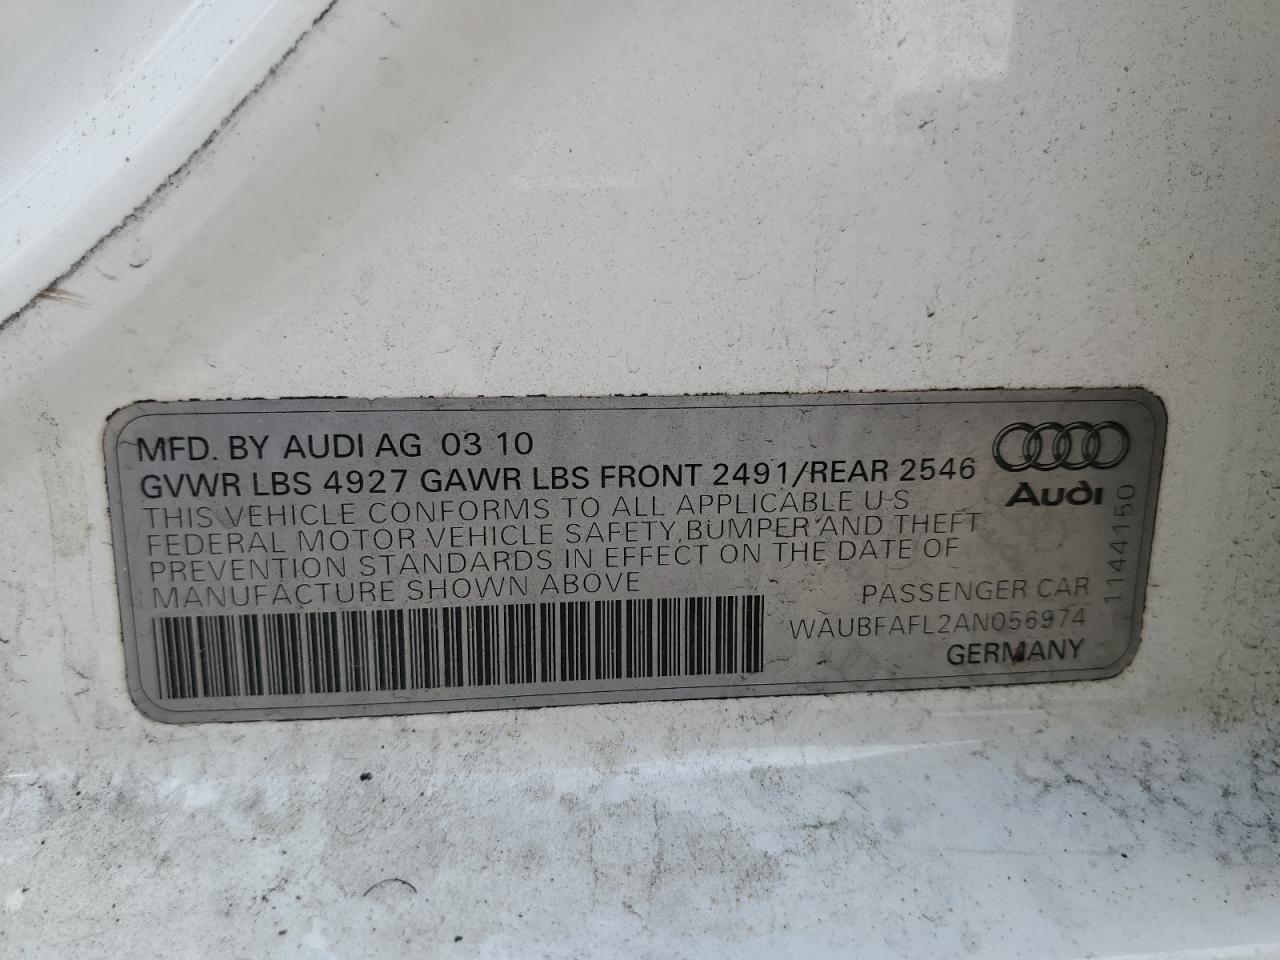 MFD. BY AUDI AG 03 10
GVWR LBS 4927 GAWR LBS FRONT 2491/REAR 2546
THIS VEHICLE CONFORMS TO ALL APPLICABLE U S
FEDERAL MOTOR VEHICLE SAFETY, BUMPER AND THEFT
PREVENTION STANDARDS IN EFFECT ON THE DATE OF
MANUFACTURE SHOWN ABOVE
Audi
PASSENGER CAR
WAUBFAFL2AN056974
GERMANY
1144150